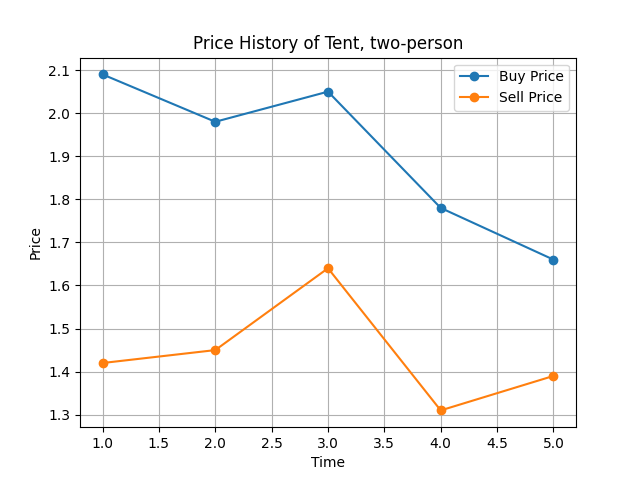 Price History of Tent, two-person
Buy Price
Sell Price
2.1
2.0
1.9
1.8
1.7
1.6
1.5
1.4
1.3
Price
1.0 1.5 2.0 2.5 3.0 3.5 4.0 4.5 5.0
Time